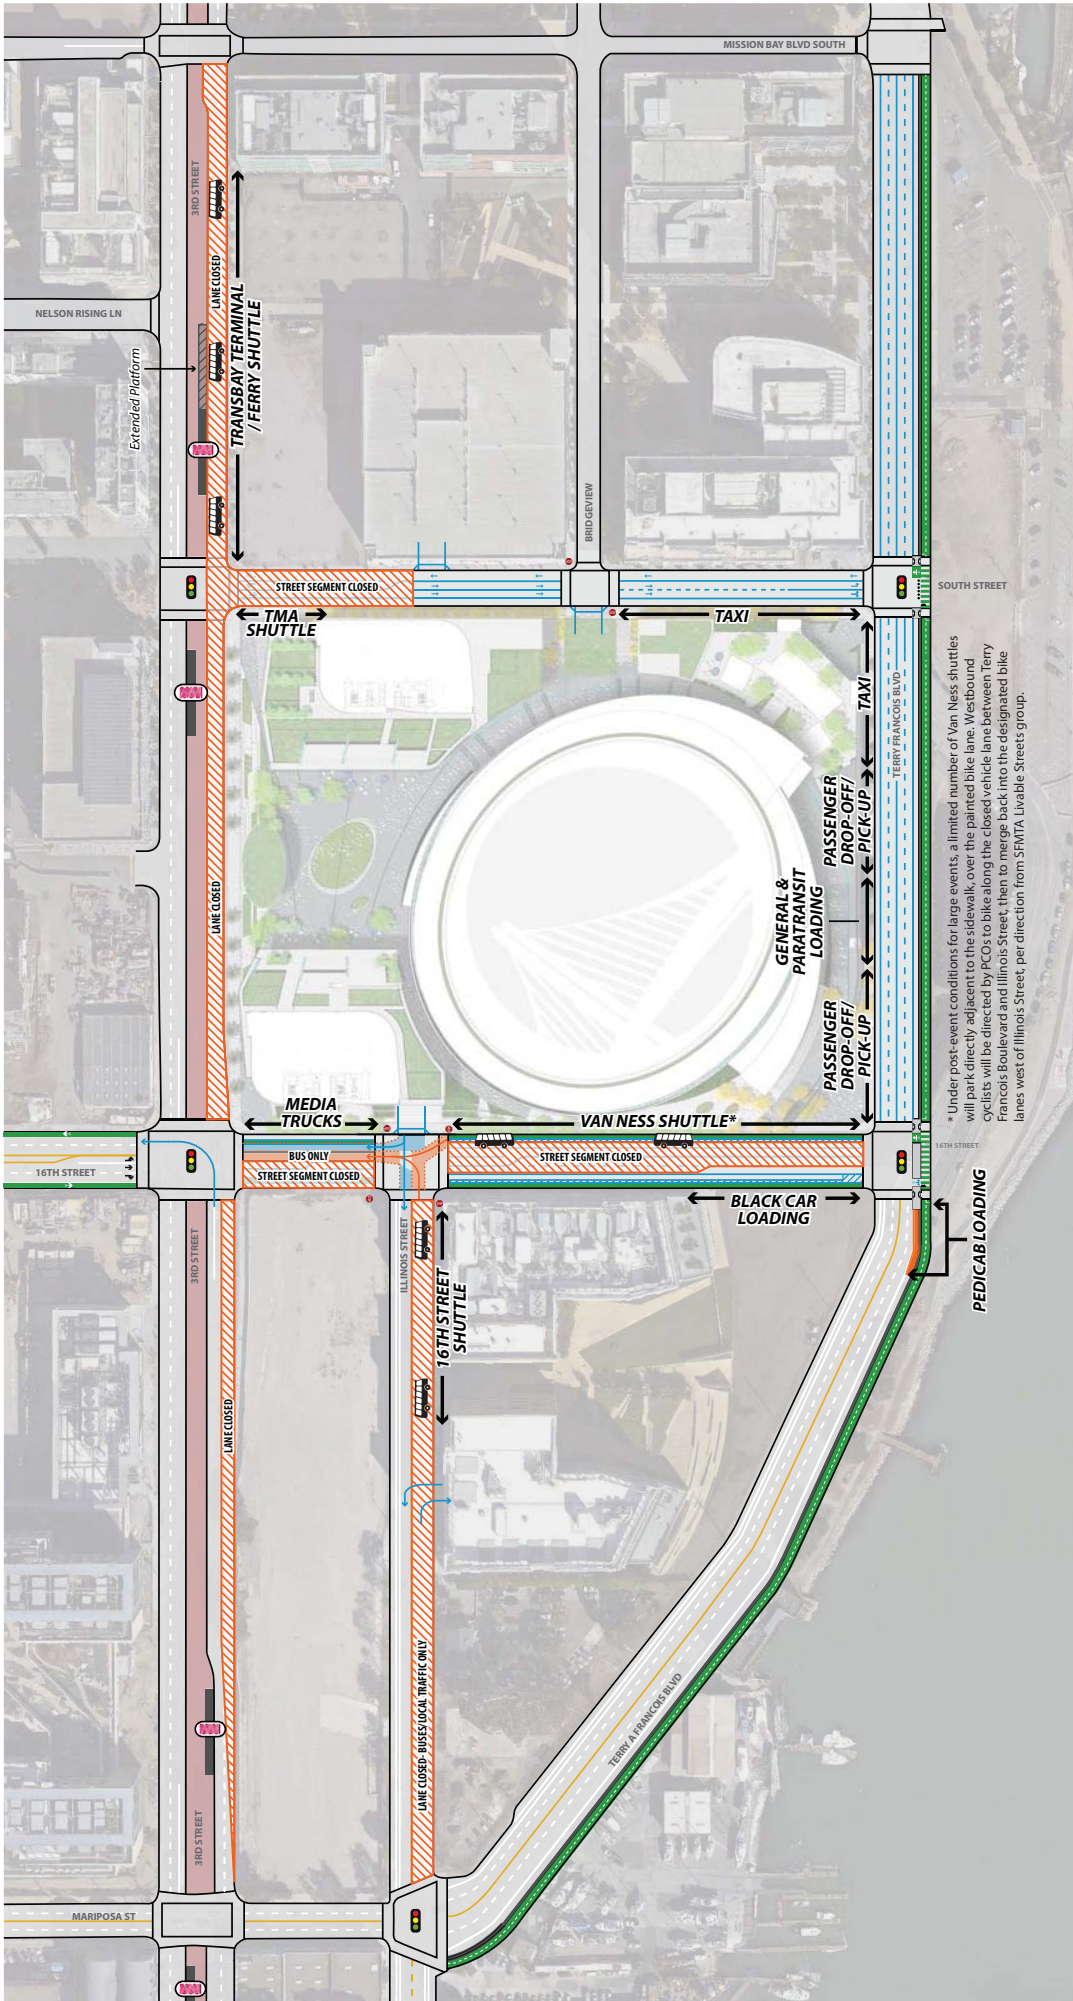 MISSION BAY BLVD SOUTH
3RD STREET
LANE CLOSED
NELSON RISING LN
TRANSBAY TERMINAL
/ FERRY SHUTTLE
Extended Platform
BRIDGEVIEW
STREET SEGMENT CLOSED
SOUTH STREET
TMA
SHUTTLE
TAXI
TAXI
TERRY FRANCOIS BLVD
PASSENGER
DROP-OFF/
PICK-UP
GENERAL &
PARATRANSIT
LOADING
PASSENGER
DROP-OFF/
PICK-UP
LANE CLOSED
* Under post-event conditions for large events, a limited number of Van Ness shuttles
will park directly adjacent to the sidewalk, over the painted bike lane. Westbound
cyclists will be directed by PCOs to bike along the closed vehicle lane between Terry
Francois Boulevard and Illinois Street, then to merge back into the designated bike
lanes west of Illinois Street, per direction from SFMTA Livable Streets group.
MEDIA
TRUCKS
VAN NESS SHUTTLE*
16TH STREET
BUS ONLY
STREET SEGMENT CLOSED
STREET SEGMENT CLOSED
16TH STREET
BLACK CAR
LOADING
PEDICAB LOADING
3RD STREET
ILLINOIS STREET
16TH STREET
SHUTTLE
LANE CLOSED
LANE CLOSED- BUSES/LOCAL TRAFFIC ONLY
TERRY A FRANCOIS BLVD
3RD STREET
MARIPOSA ST